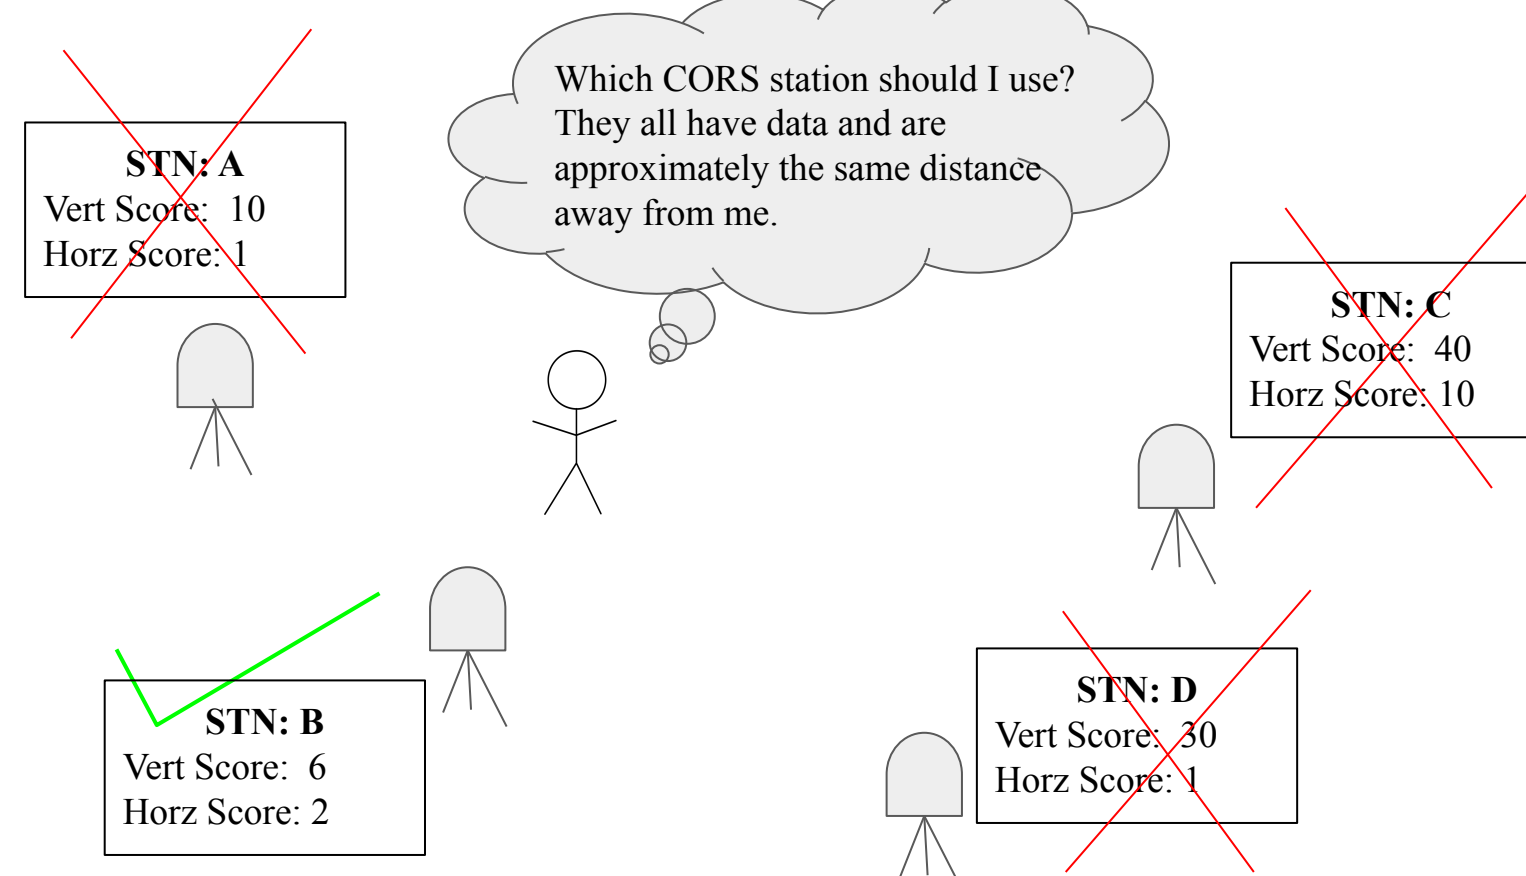 Which CORS station should I use?
They all have data and are
approximately the same distance
away from me.
STN: A
Vert Score: 10
Horz Score: 1
STN: C
Vert Score: 40
Horz Score: 10
STN: B
Vert Score: 6
Horz Score: 2
STN: D
Vert Score: 30
Horz Score: 1